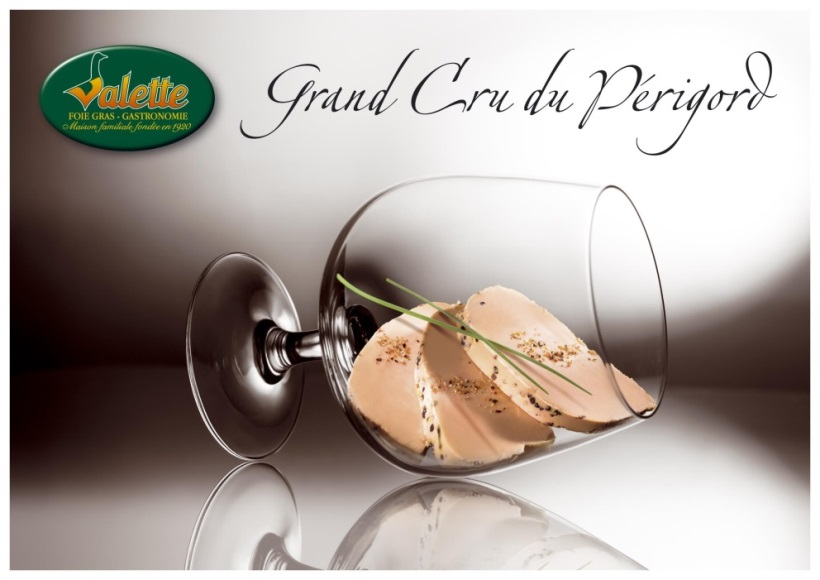 Valette
FOIE GRAS - GASTRONOMIE
Maison familiale fondée en 1920
Grand Cru du Périgord